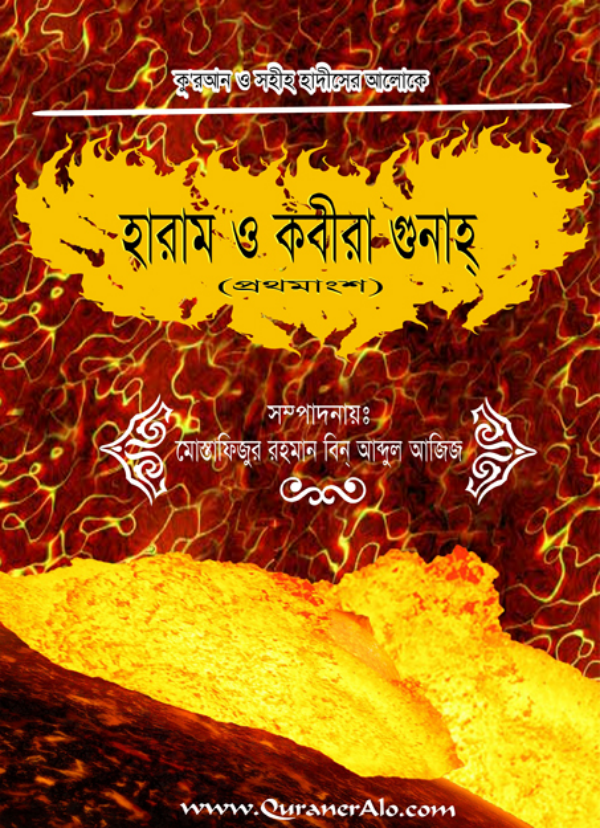 কুরআন ও সহীহ হাদীসের আলোকে
হারাম ও কবীরা গুনাহ্
(প্রথমাংশ)
সম্পাদনায়ঃ
মোস্তাফিজুর রহমান বিন্ আব্দুল আজিজ
www.QuranerAlo.com